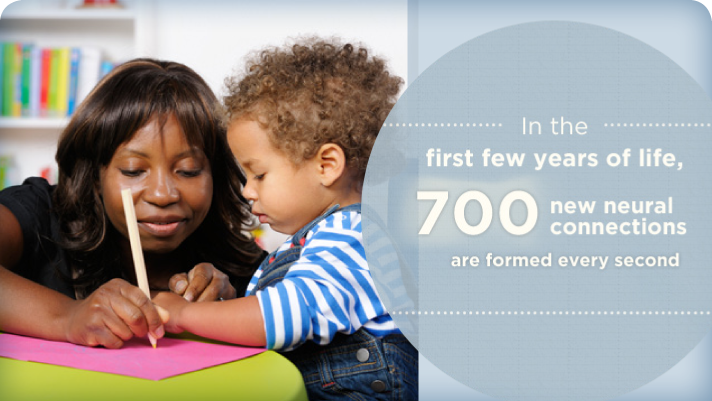 In the
first few years of life,
700 new neural
connections
are formed every second